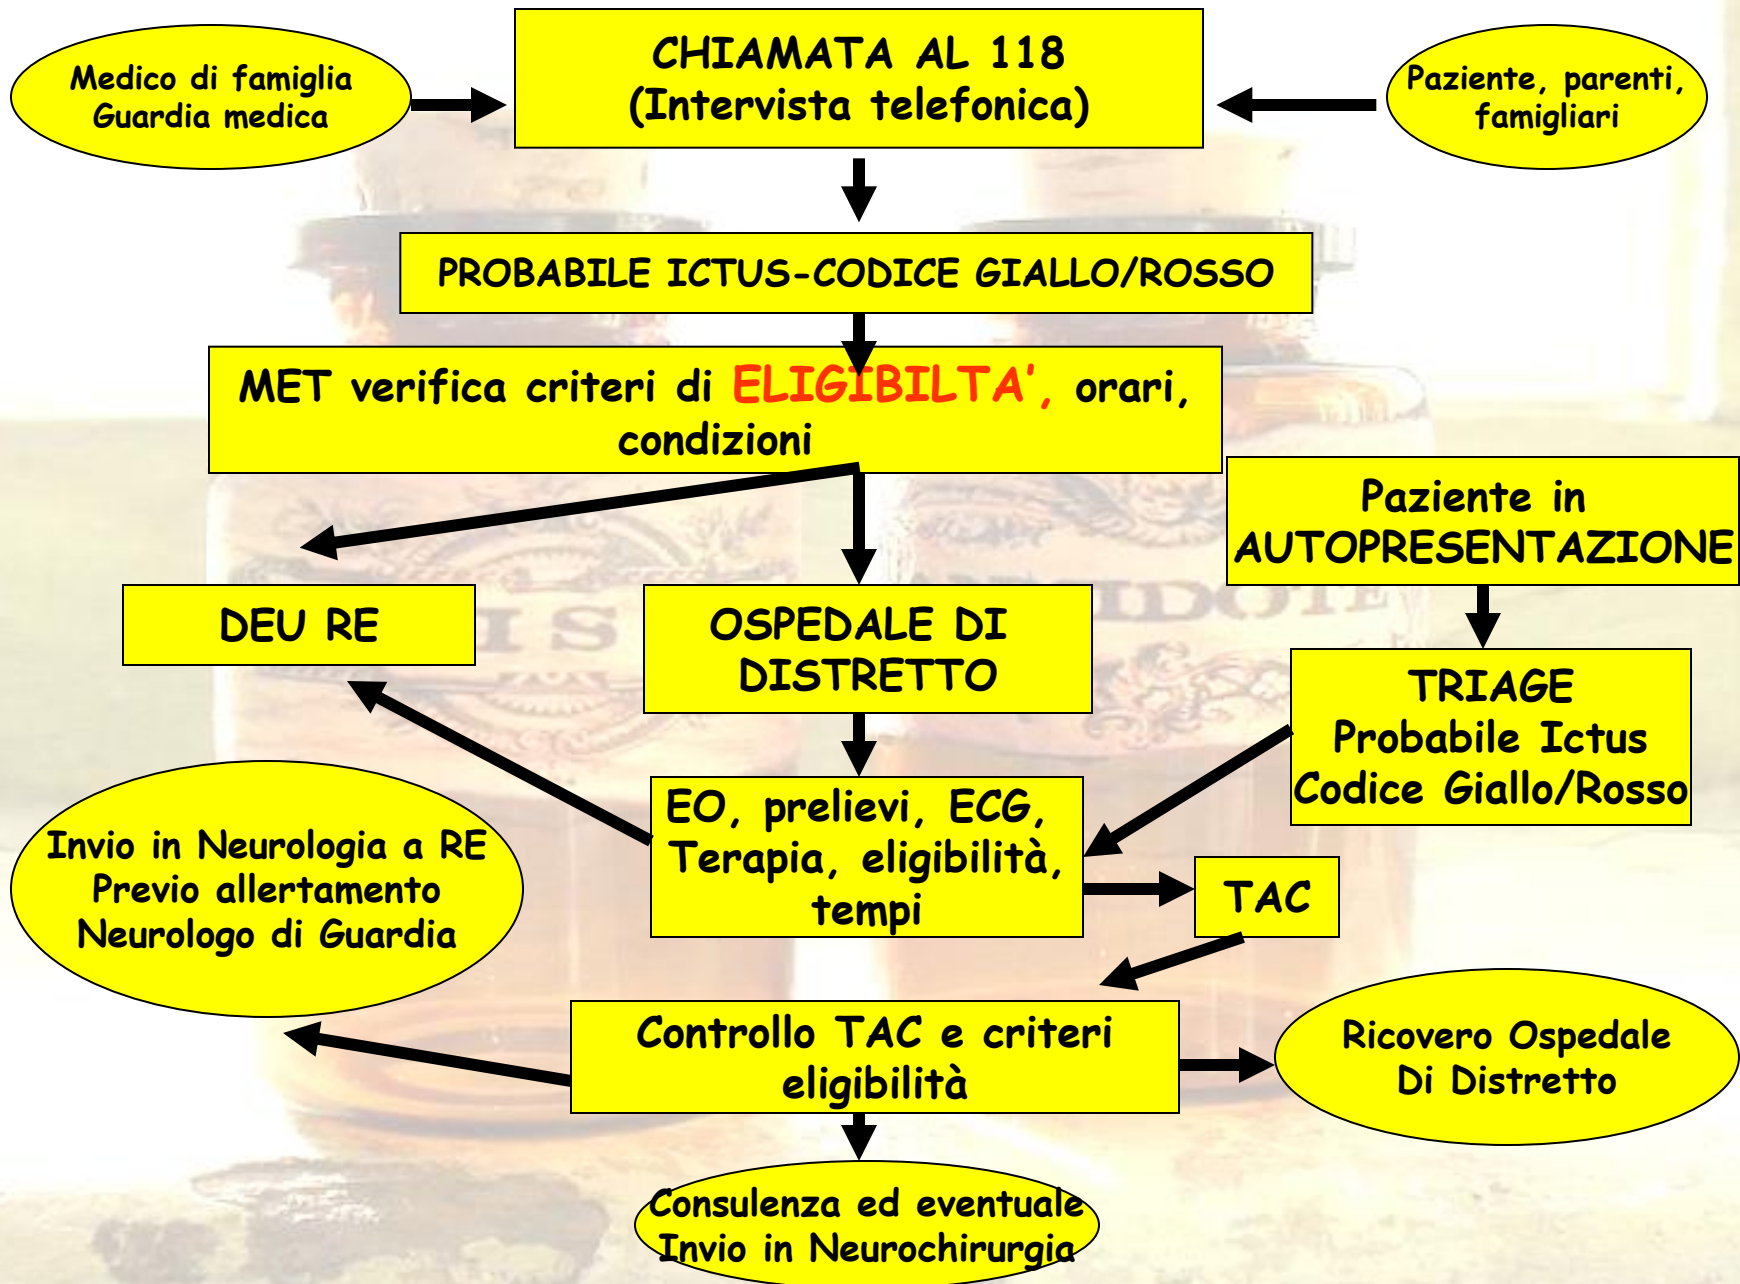 CHIAMATA AL 118
(Intervista telefonica)
Medico di famiglia
Guardia medica
Paziente, parenti,
famigliari
PROBABILE ICTUS-CODICE GIALLO/ROSSO
MET verifica criteri di ELIGIBILTA', orari,
condizioni
Paziente in
AUTOPRESENTAZIONE
DEU RE
OSPEDALE DI
DISTRETTO
TRIAGE
Probabile Ictus
Codice Giallo/Rosso
EO, prelievi, ECG,
Terapia, eligibilità,
tempi
Invio in Neurologia a RE
Previo allertamento
Neurologo di Guardia
TAC
Controllo TAC e criteri
eligibilità
Ricovero Ospedale
Di Distretto
Consulenza ed eventuale
Invio in Neurochirurgia